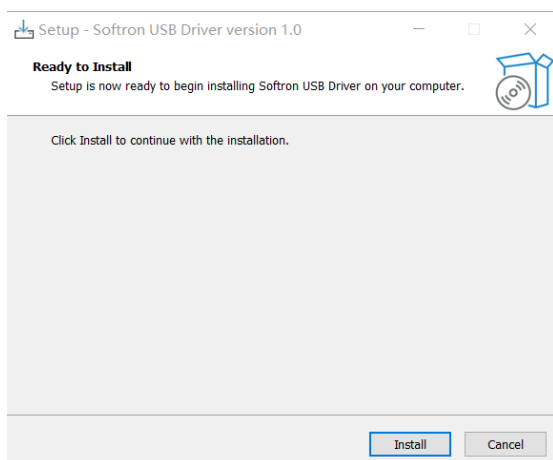 Setup - Softron USB Driver version 1.0
Ready to Install
Setup is now ready to begin installing Softron USB Driver on your computer.
Click Install to continue with the installation.
Install
Cancel